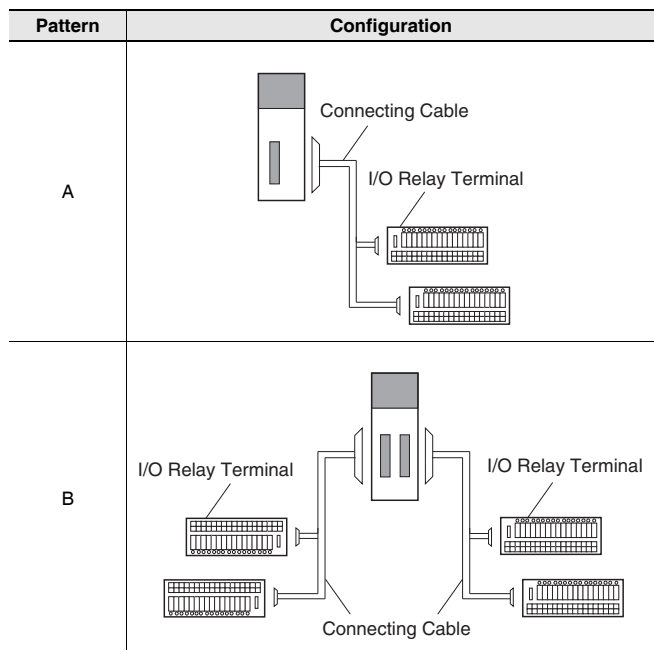 Pattern Configuration
A
Connecting Cable
I/O Relay Terminal
B
I/O Relay Terminal
I/O Relay Terminal
Connecting Cable